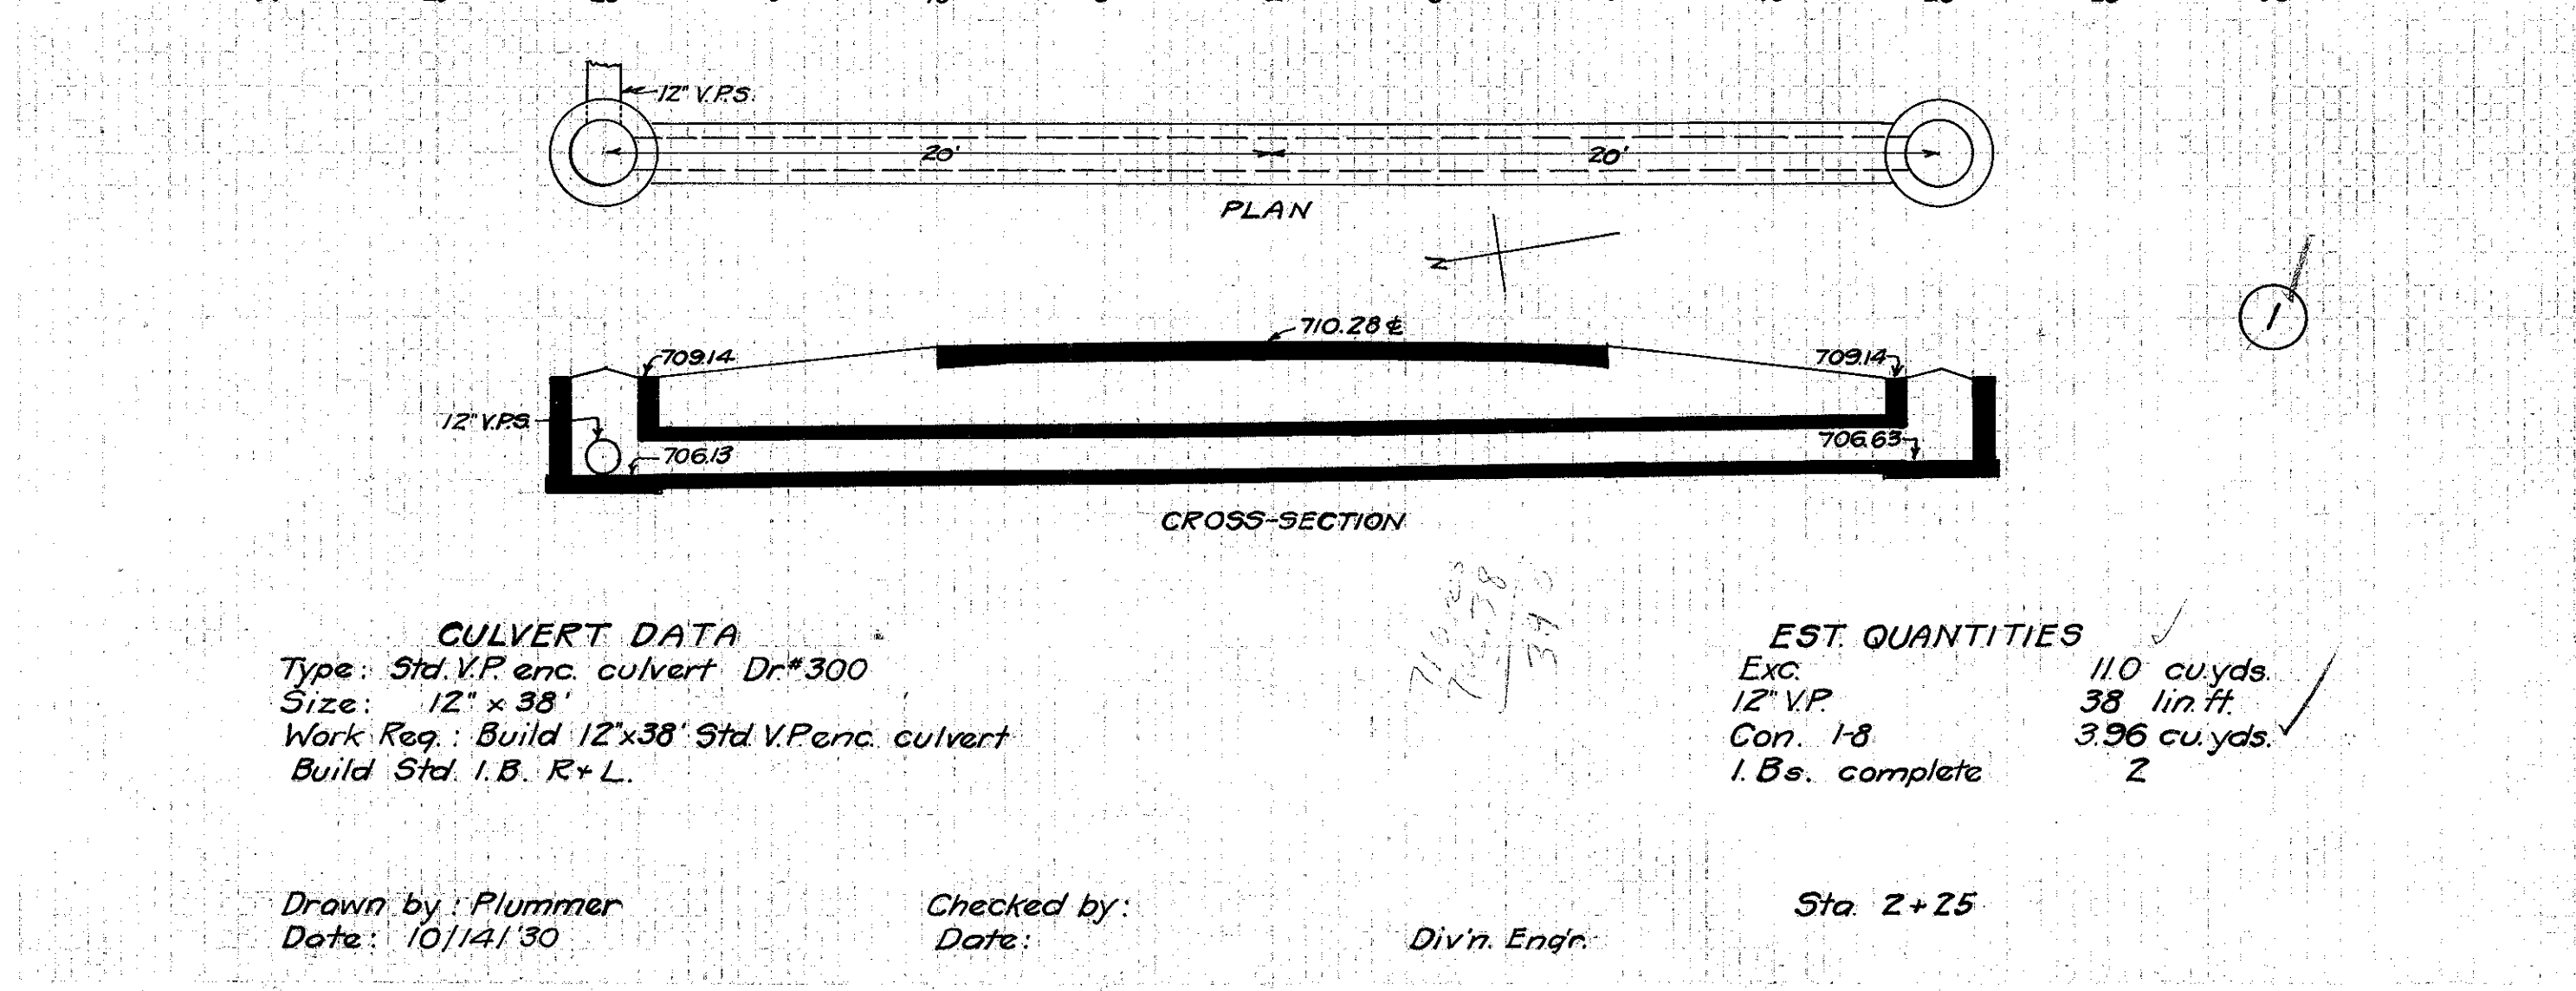 12" V.P.S.
20' 20'
PLAN
N
710.28 ℄
709.14 709.14
1
12" V.P.S.
706.13 706.63
CROSS-SECTION
CULVERT DATA
Type: Std. V.P. enc. culvert Dr.#300
Size: 12" x 38'
Work Req.: Build 12"x38' Std. V.P. enc. culvert
Build Std. I.B. R+L.
EST. QUANTITIES
Exc. 11.0 cu.yds.
12" V.P. 38 lin. ft.
Con. 1-8 3.96 cu.yds.
I. Bs. complete 2
Drawn by: Plummer
Date: 10/14/'30
Checked by:
Date:
Div'n. Engr.
Sta. 2+25